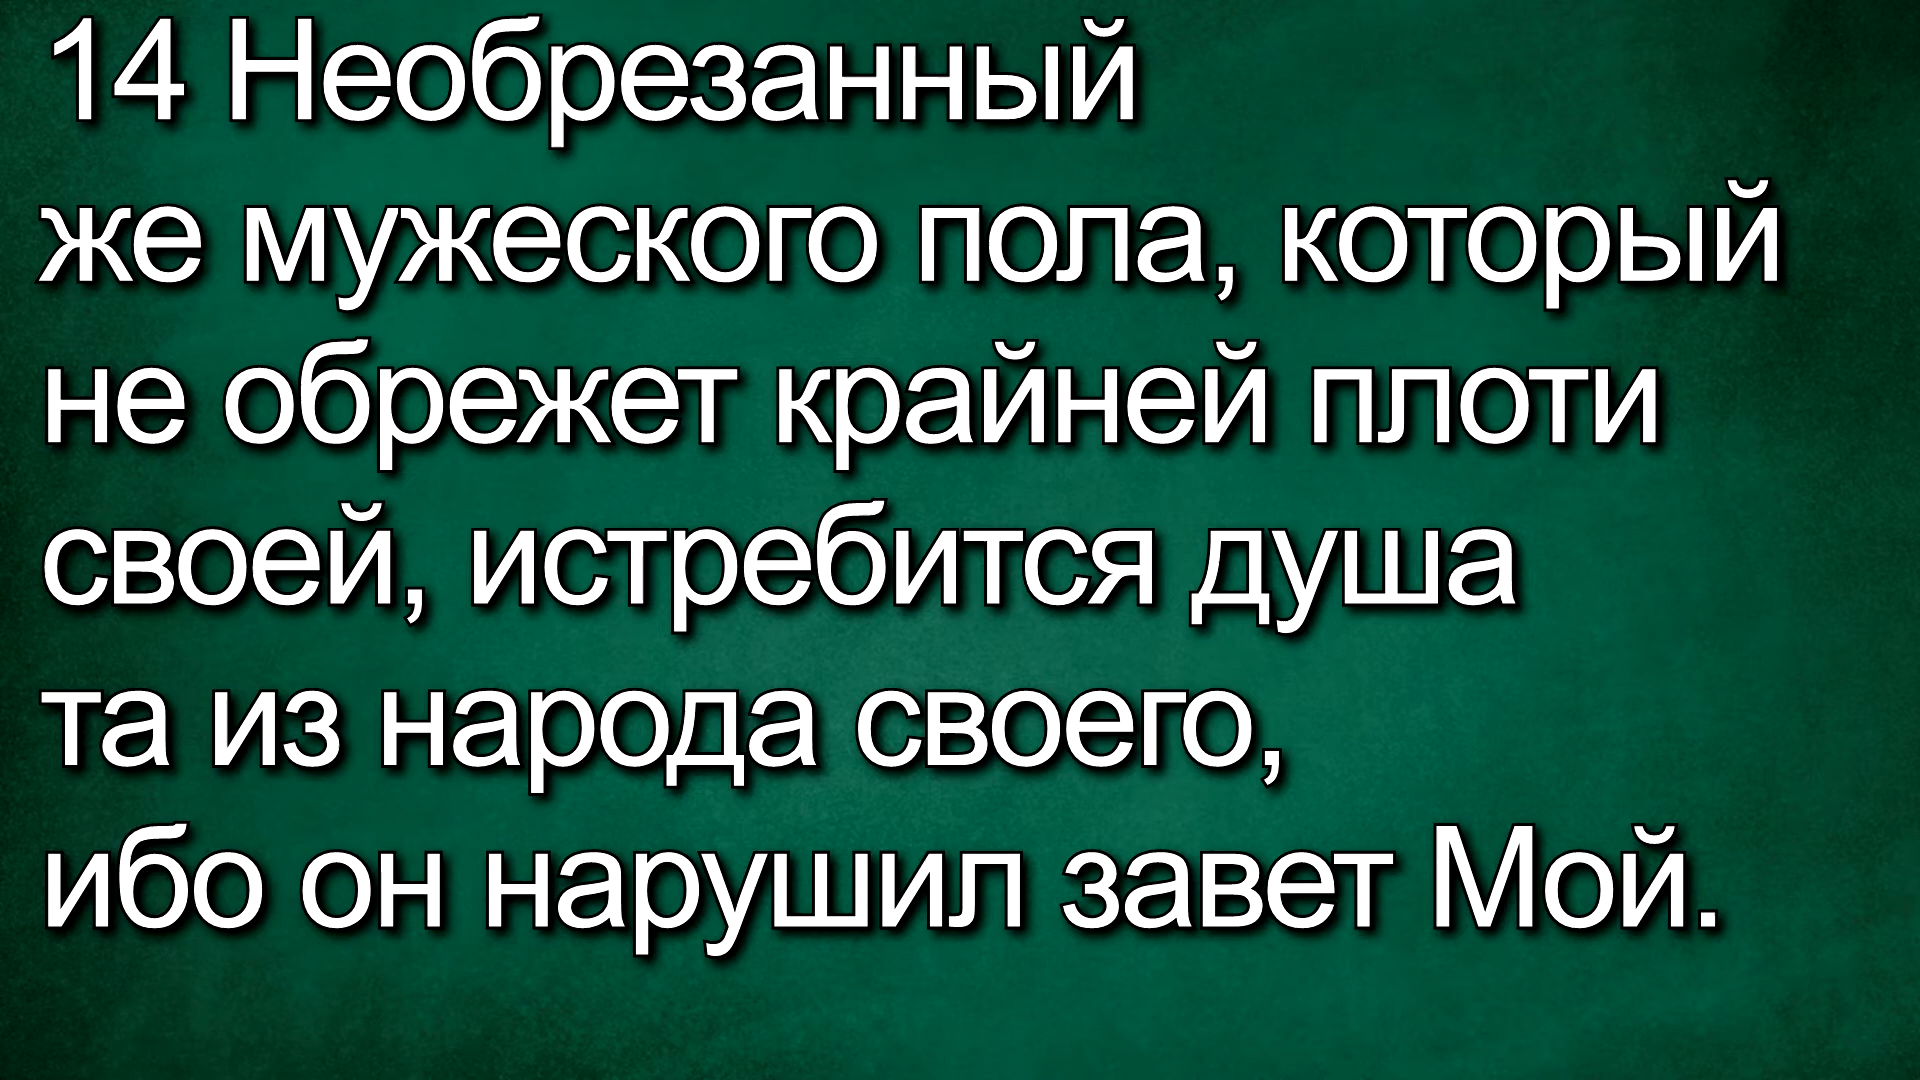 14 Необрезанный
же мужеского пола, который
не обрежет крайней плоти
своей, истребится душа
та из народа своего,
ибо он нарушил завет Мой.